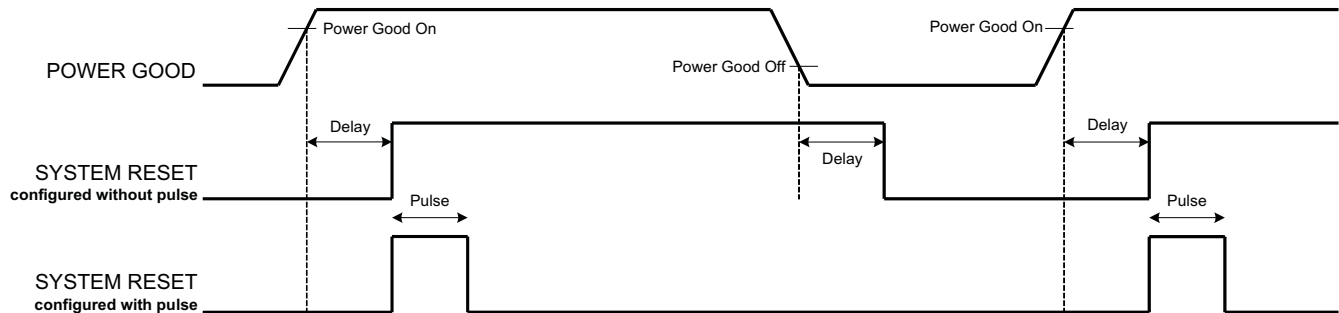 Power Good On
Power Good On
POWER GOOD
Power Good Off
Delay
Delay
Delay
SYSTEM RESET
configured without pulse
Pulse
Pulse
SYSTEM RESET
configured with pulse